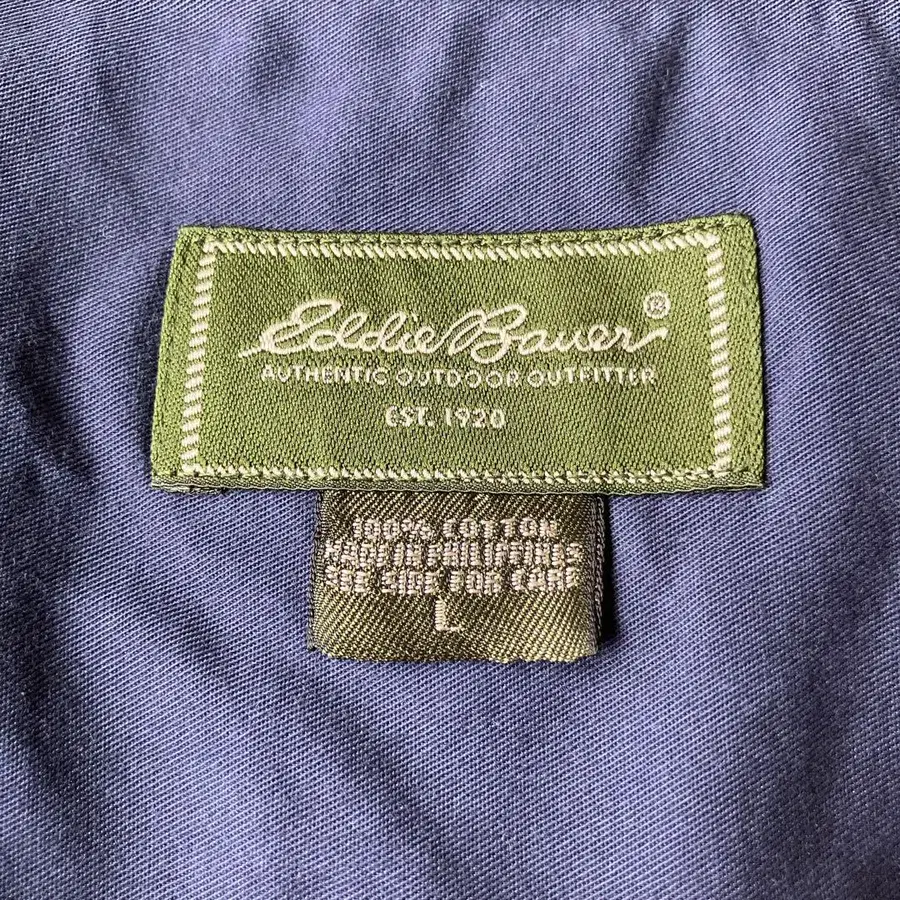 Eddie Bauer®
AUTHENTIC OUTDOOR OUTFITTER
EST. 1920
100% COTTON
MADE IN PHILIPPINES
SEE SIDE FOR CARE
L